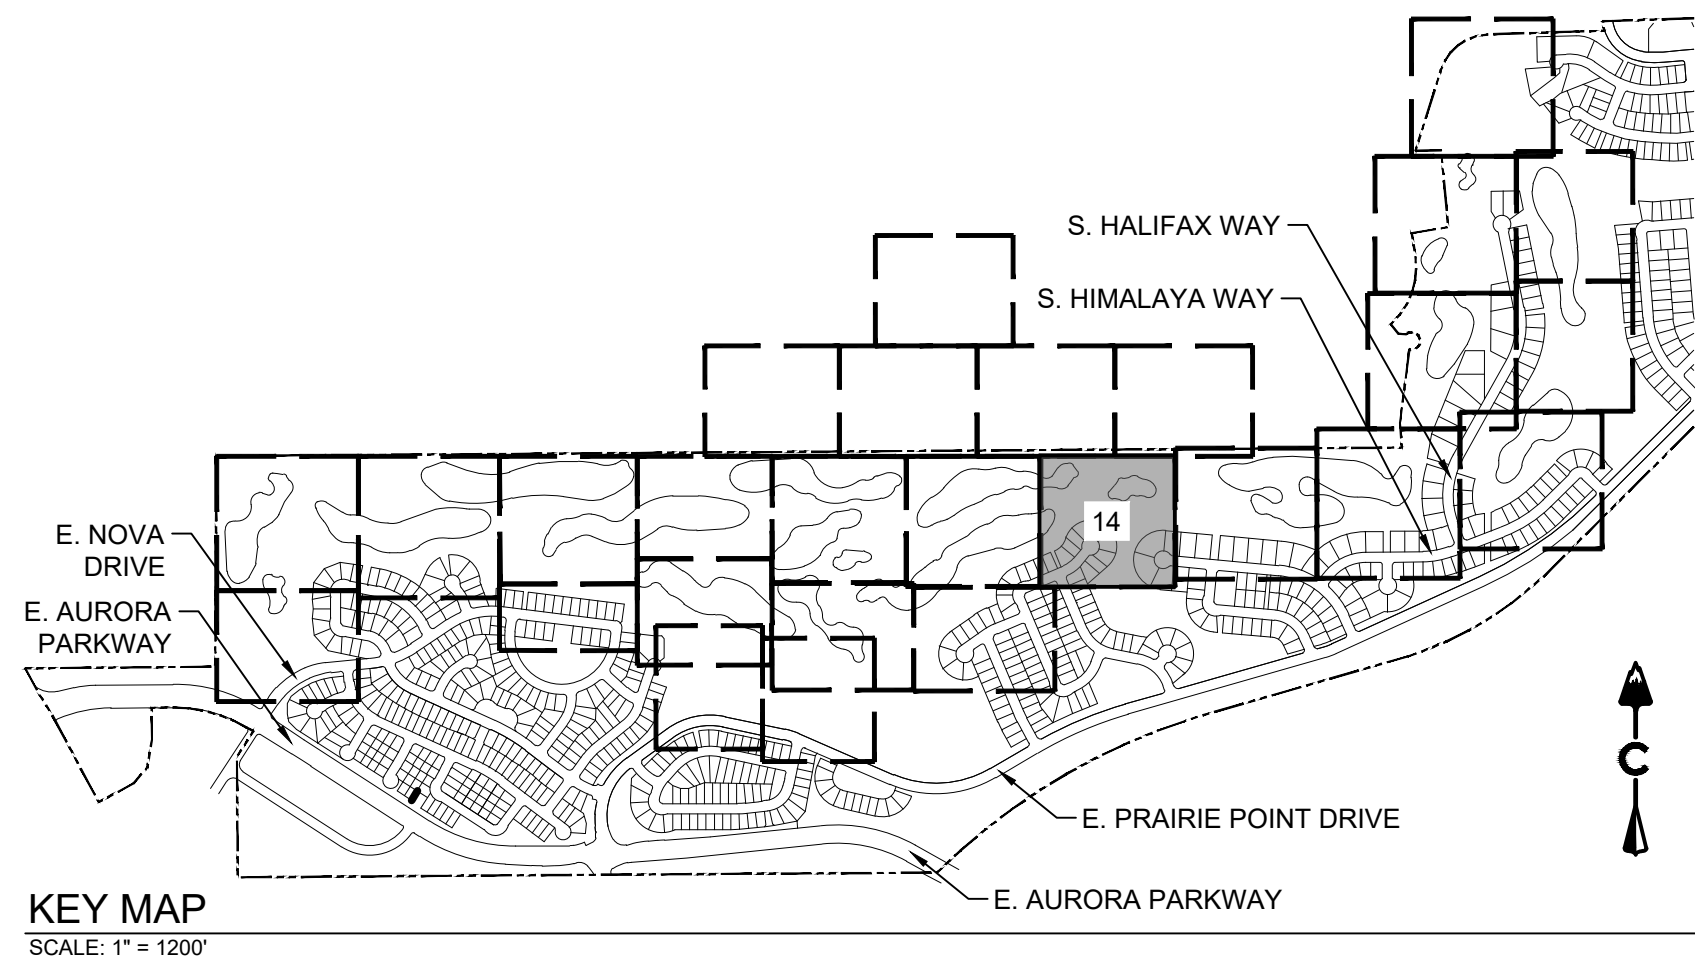 S. HALIFAX WAY
S. HIMALAYA WAY
14
E. NOVA
DRIVE
E. AURORA
PARKWAY
C
E. PRAIRIE POINT DRIVE
E. AURORA PARKWAY
KEY MAP
SCALE: 1" = 1200'